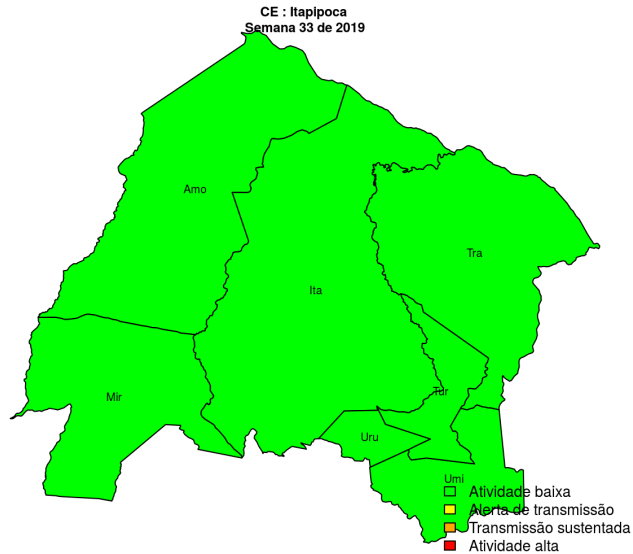 CE : Itapipoca
Semana 33 de 2019
Amo
Tra
Ita
Tur
Mir
Uru
Umi
Atividade baixa
Alerta de transmissão
Transmissão sustentada
Atividade alta